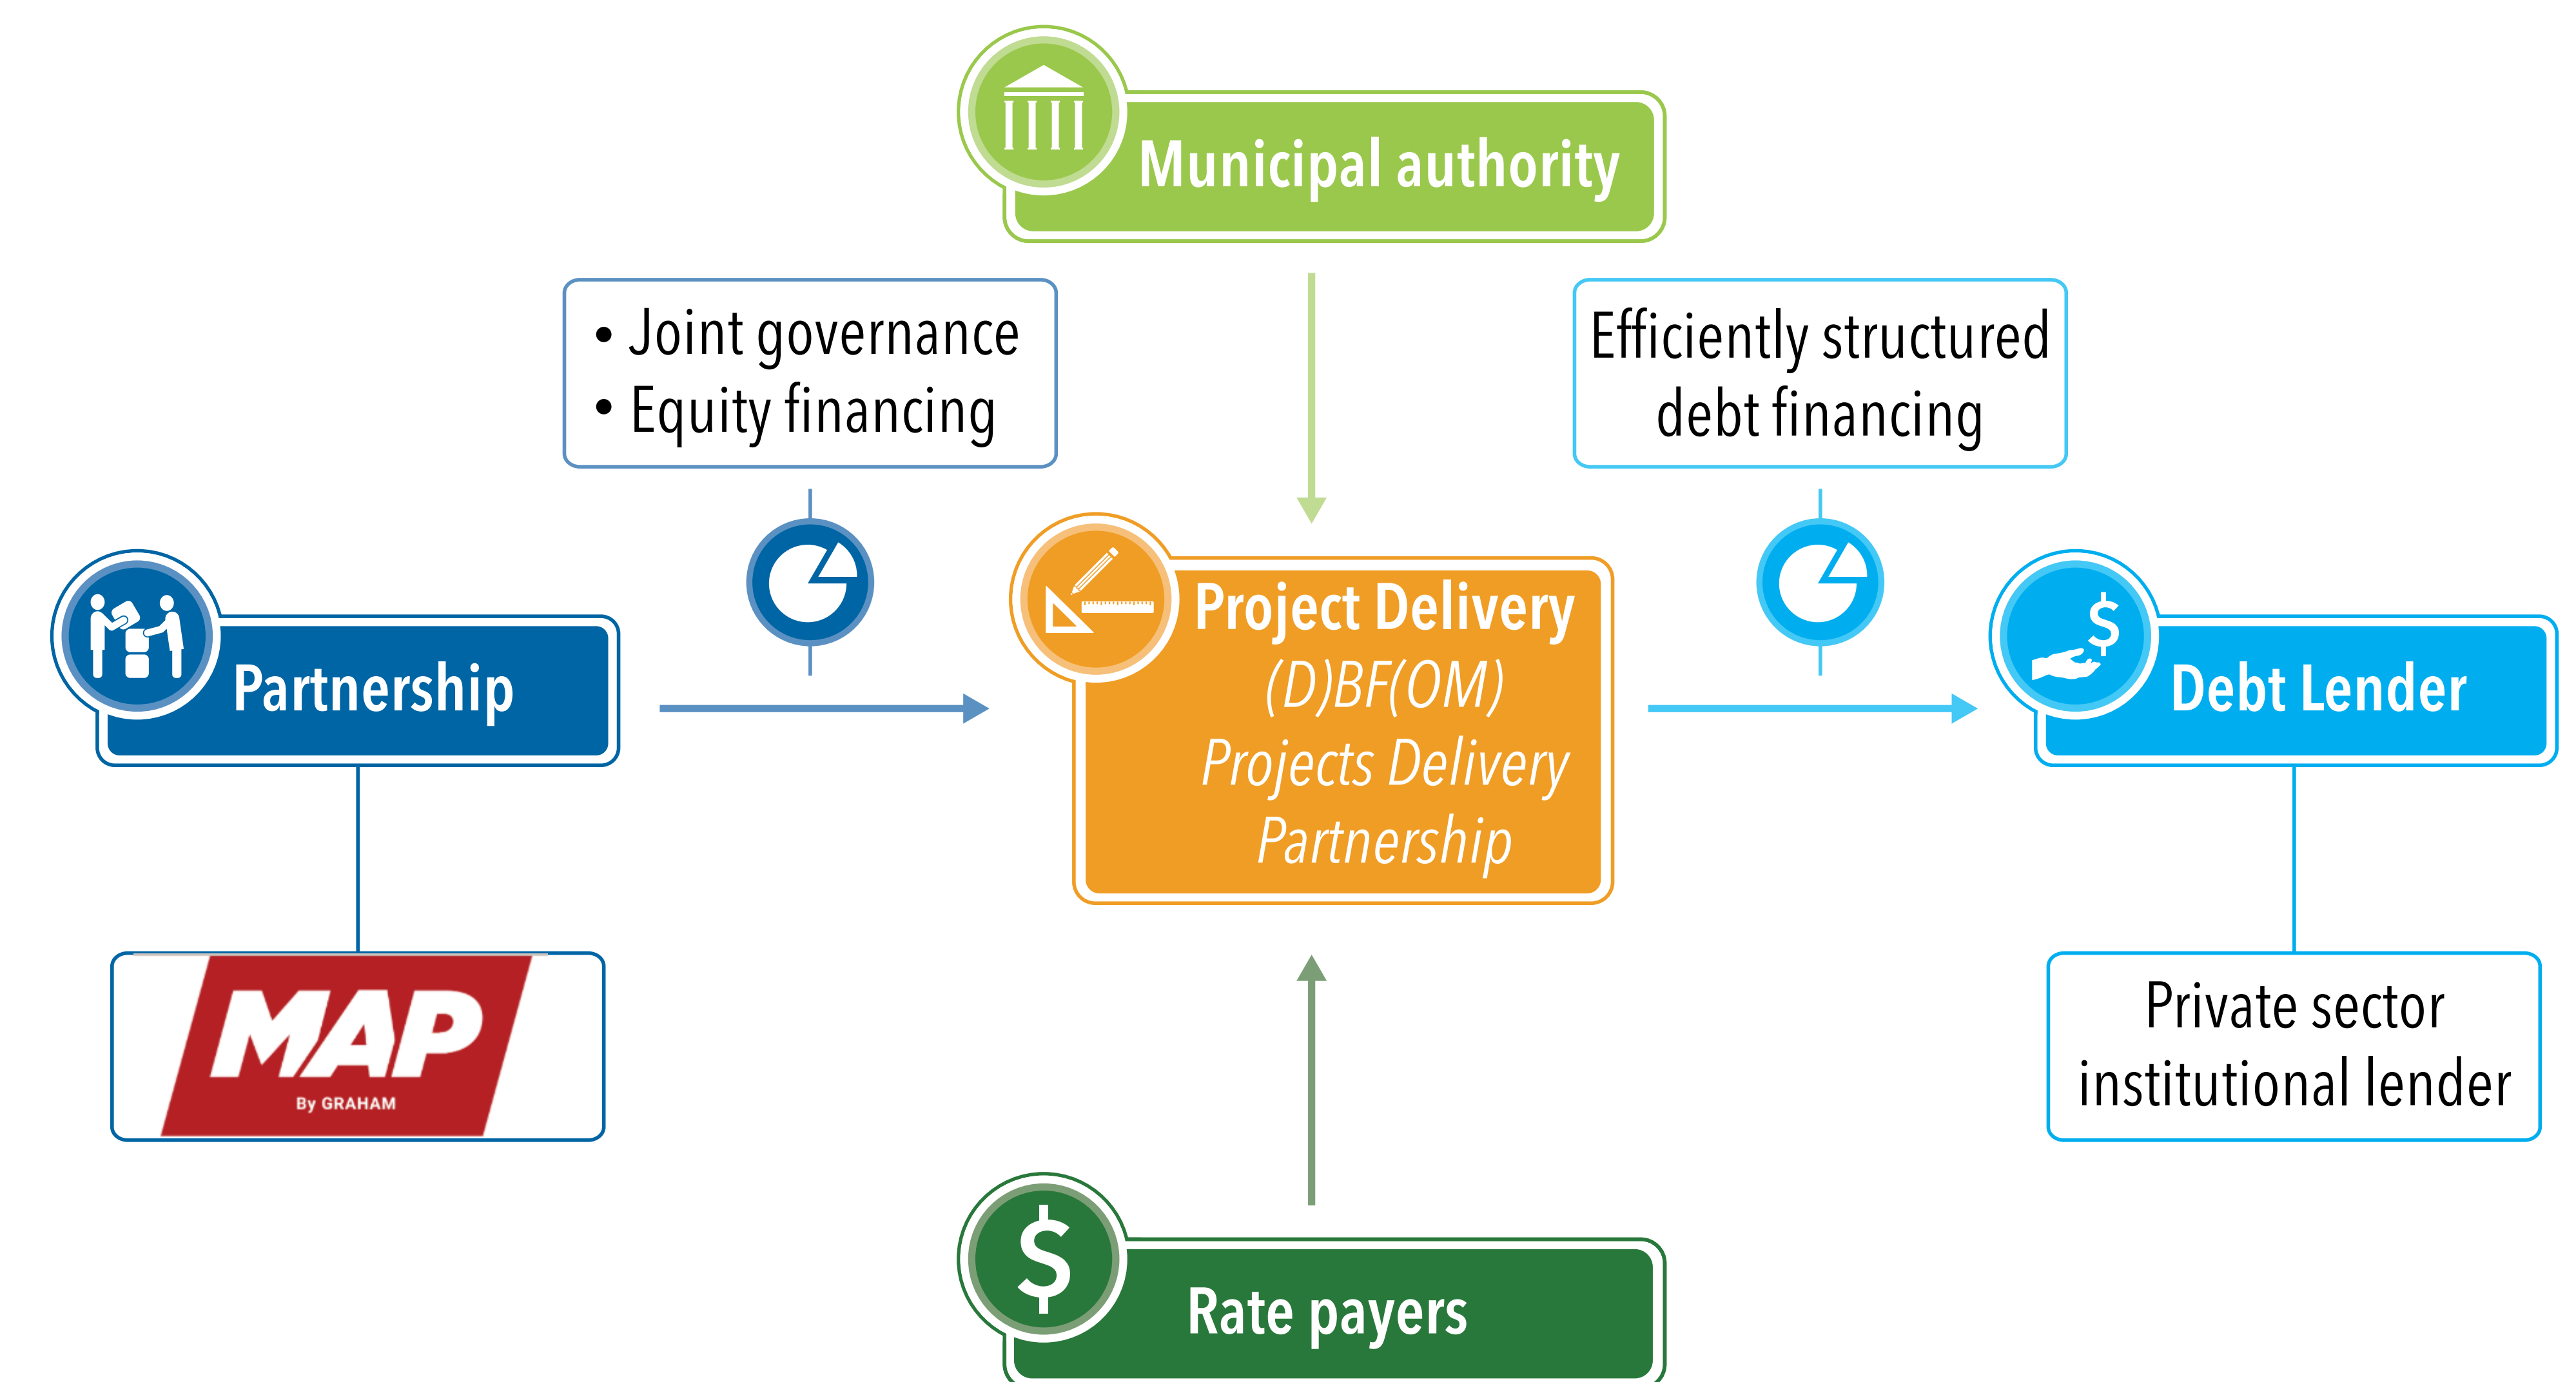 Municipal authority
• Joint governance
• Equity financing
Efficiently structured
debt financing
Partnership
Project Delivery
(D)BF(OM)
Projects Delivery
Partnership
$
Debt Lender
MAP
By GRAHAM
Private sector
institutional lender
$
Rate payers